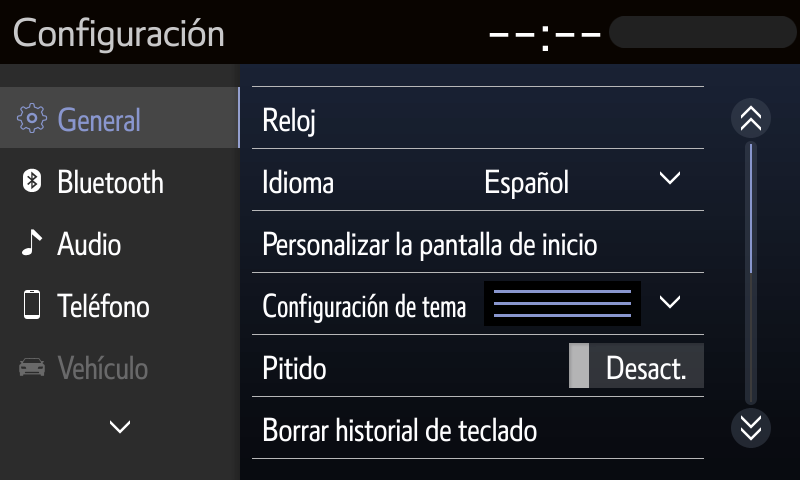 Configuración
--:--
General
Bluetooth
Audio
Teléfono
Vehículo
Reloj
Idioma Español
Personalizar la pantalla de inicio
Configuración de tema
Pitido Desact.
Borrar historial de teclado